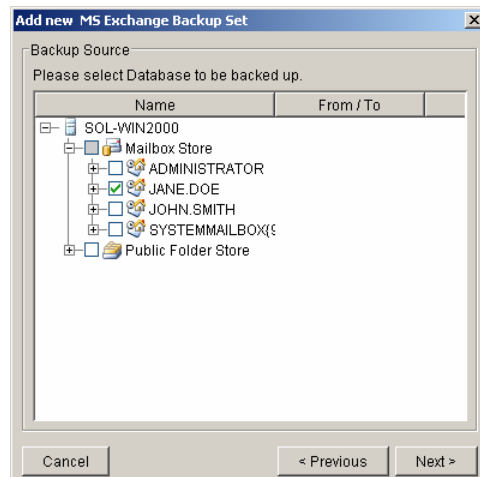 Add new MS Exchange Backup Set
Backup Source
Please select Database to be backed up.
Name From / To
SOL-WIN2000
Mailbox Store
ADMINISTRATOR
JANE.DOE
JOHN.SMITH
SYSTEMMAILBOX(
Public Folder Store
Cancel < Previous Next >